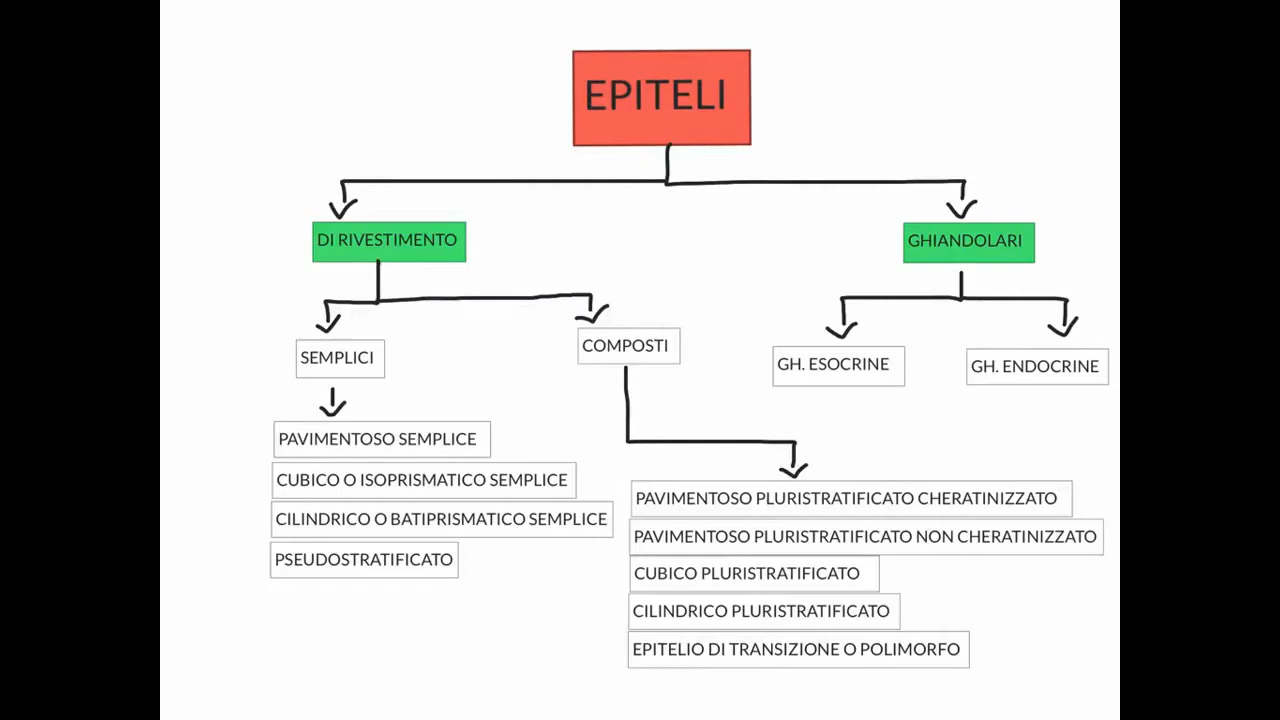 EPITELI
DI RIVESTIMENTO
GHIANDOLARI
SEMPLICI
COMPOSTI
GH. ESOCRINE
GH. ENDOCRINE
PAVIMENTOSO SEMPLICE
CUBICO O ISOPRISMATICO SEMPLICE
CILINDRICO O BATIPRISMATICO SEMPLICE
PSEUDOSTRATIFICATO
PAVIMENTOSO PLURISTRATIFICATO CHERATINIZZATO
PAVIMENTOSO PLURISTRATIFICATO NON CHERATINIZZATO
CUBICO PLURISTRATIFICATO
CILINDRICO PLURISTRATIFICATO
EPITELIO DI TRANSIZIONE O POLIMORFO